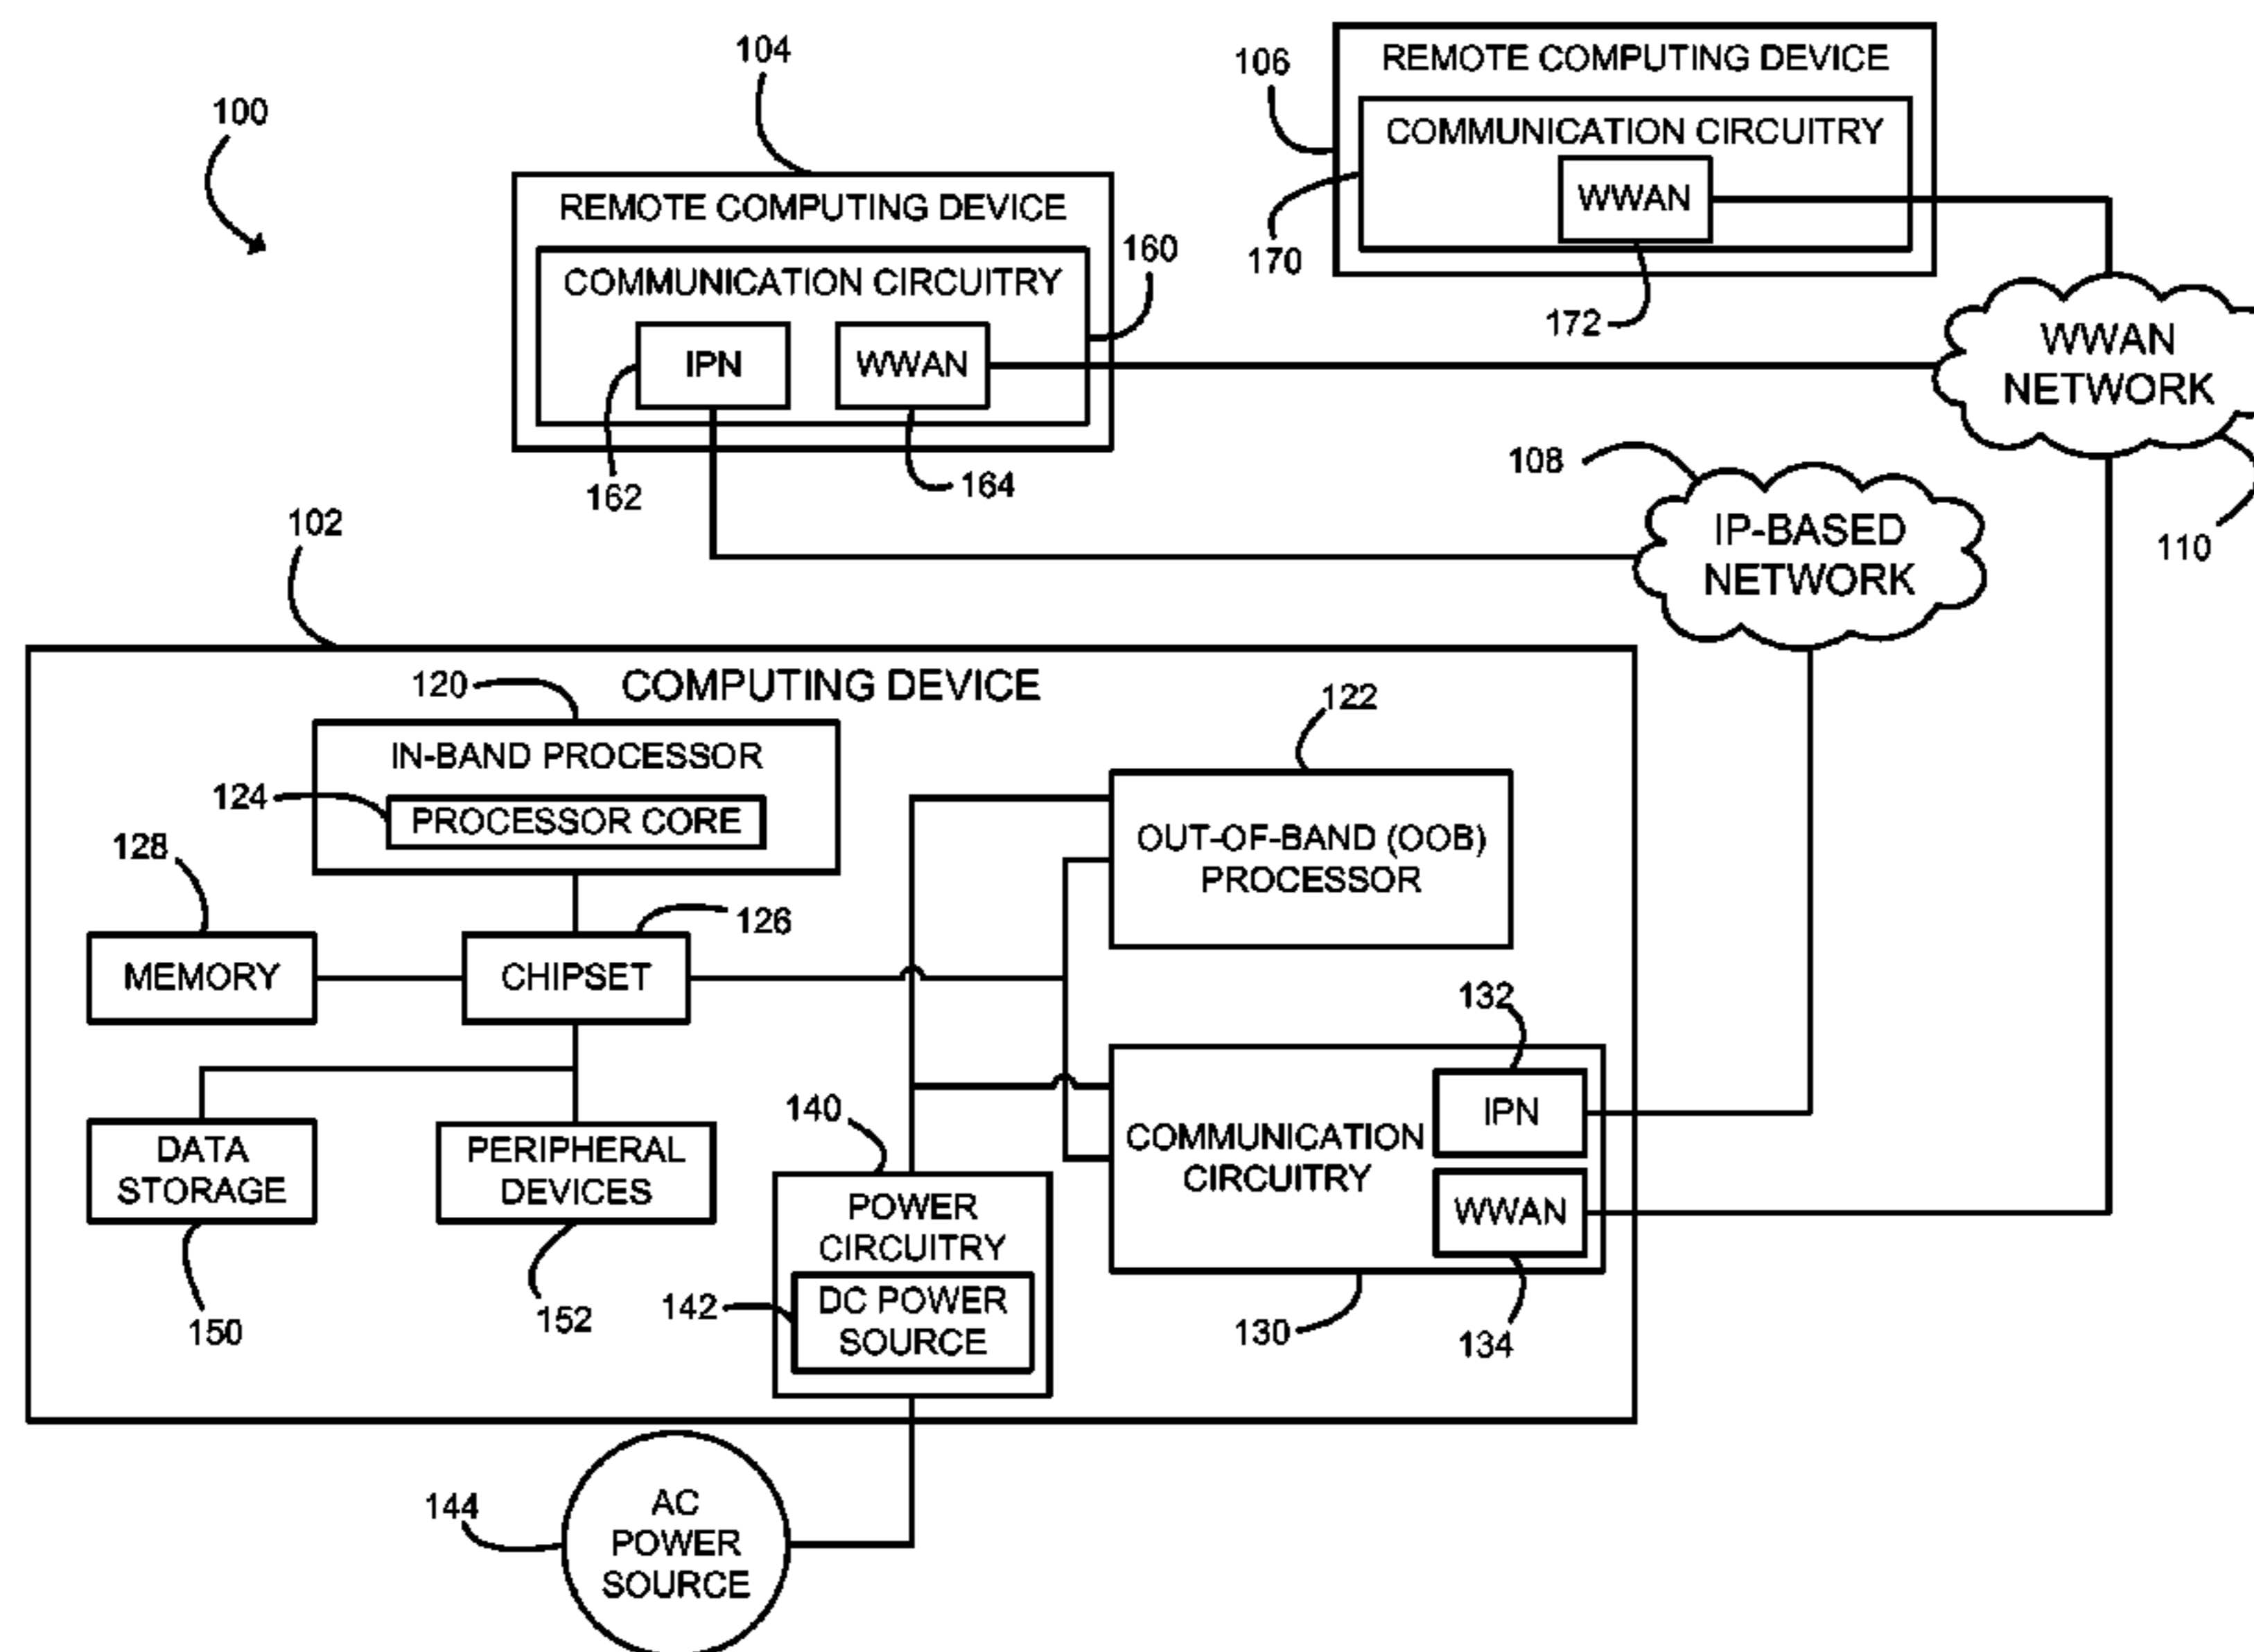 104
106
REMOTE COMPUTING DEVICE
100
COMMUNICATION CIRCUITRY
WWAN
REMOTE COMPUTING DEVICE
160
170
COMMUNICATION CIRCUITRY
172
IPN
WWAN
WWAN
NETWORK
162
164
108
110
102
IP-BASED
NETWORK
COMPUTING DEVICE
120
122
IN-BAND PROCESSOR
124
PROCESSOR CORE
OUT-OF-BAND (OOB)
PROCESSOR
128
126
MEMORY
CHIPSET
132
IPN
140
COMMUNICATION
CIRCUITRY
DATA
STORAGE
PERIPHERAL
DEVICES
WWAN
POWER
CIRCUITRY
142
DC POWER
SOURCE
150
152
130
134
144
AC
POWER
SOURCE